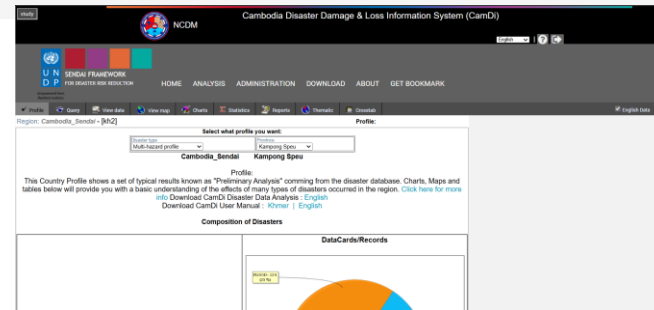 study
NCDM
Cambodia Disaster Damage & Loss Information System (CamDi)
English
U N
D P
SENDAI FRAMEWORK
FOR DISASTER RISK REDUCTION
HOME ANALYSIS ADMINISTRATION DOWNLOAD ABOUT GET BOOKMARK
Profile Query View data View map Charts Statistics Reports Thematic Crosstab English Data
Region: Cambodia_Sendai - [kh2] Profile:
Select what profile you want:
Disaster type Province
Multi-hazard profile Kampong Speu
Cambodia_Sendai Kampong Speu
Profile:
This Country Profile shows a set of typical results known as "Preliminary Analysis" comming from the disaster database. Charts, Maps and
tables below will provide you with a basic understanding of the effects of many types of disasters occurred in the region. Click here for more
info Download CamDi Disaster Data Analysis : English
Download CamDi User Manual : Khmer | English
Composition of Disasters
DataCards/Records